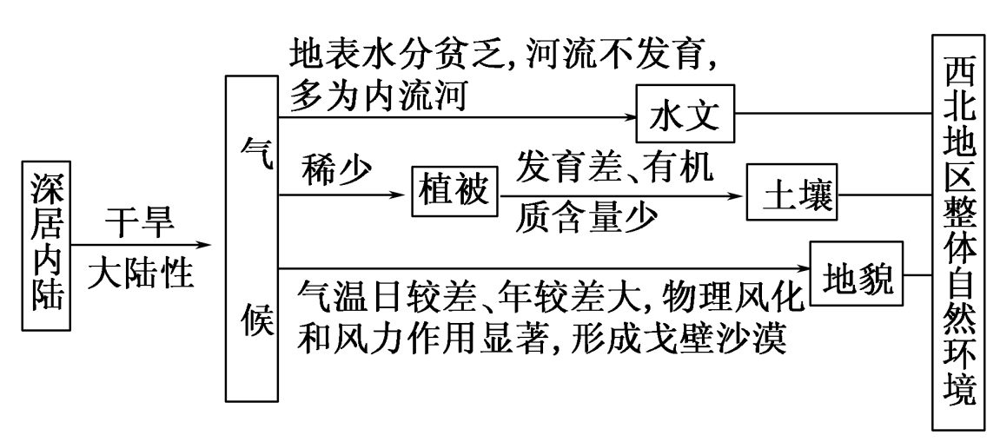 深居内陆
干旱
大陆性
气候
地表水分贫乏,河流不发育,
多为内流河
水文
稀少
植被
发育差、有机
质含量少
土壤
气温日较差、年较差大,物理风化
和风力作用显著,形成戈壁沙漠
地貌
西北地区整体自然环境